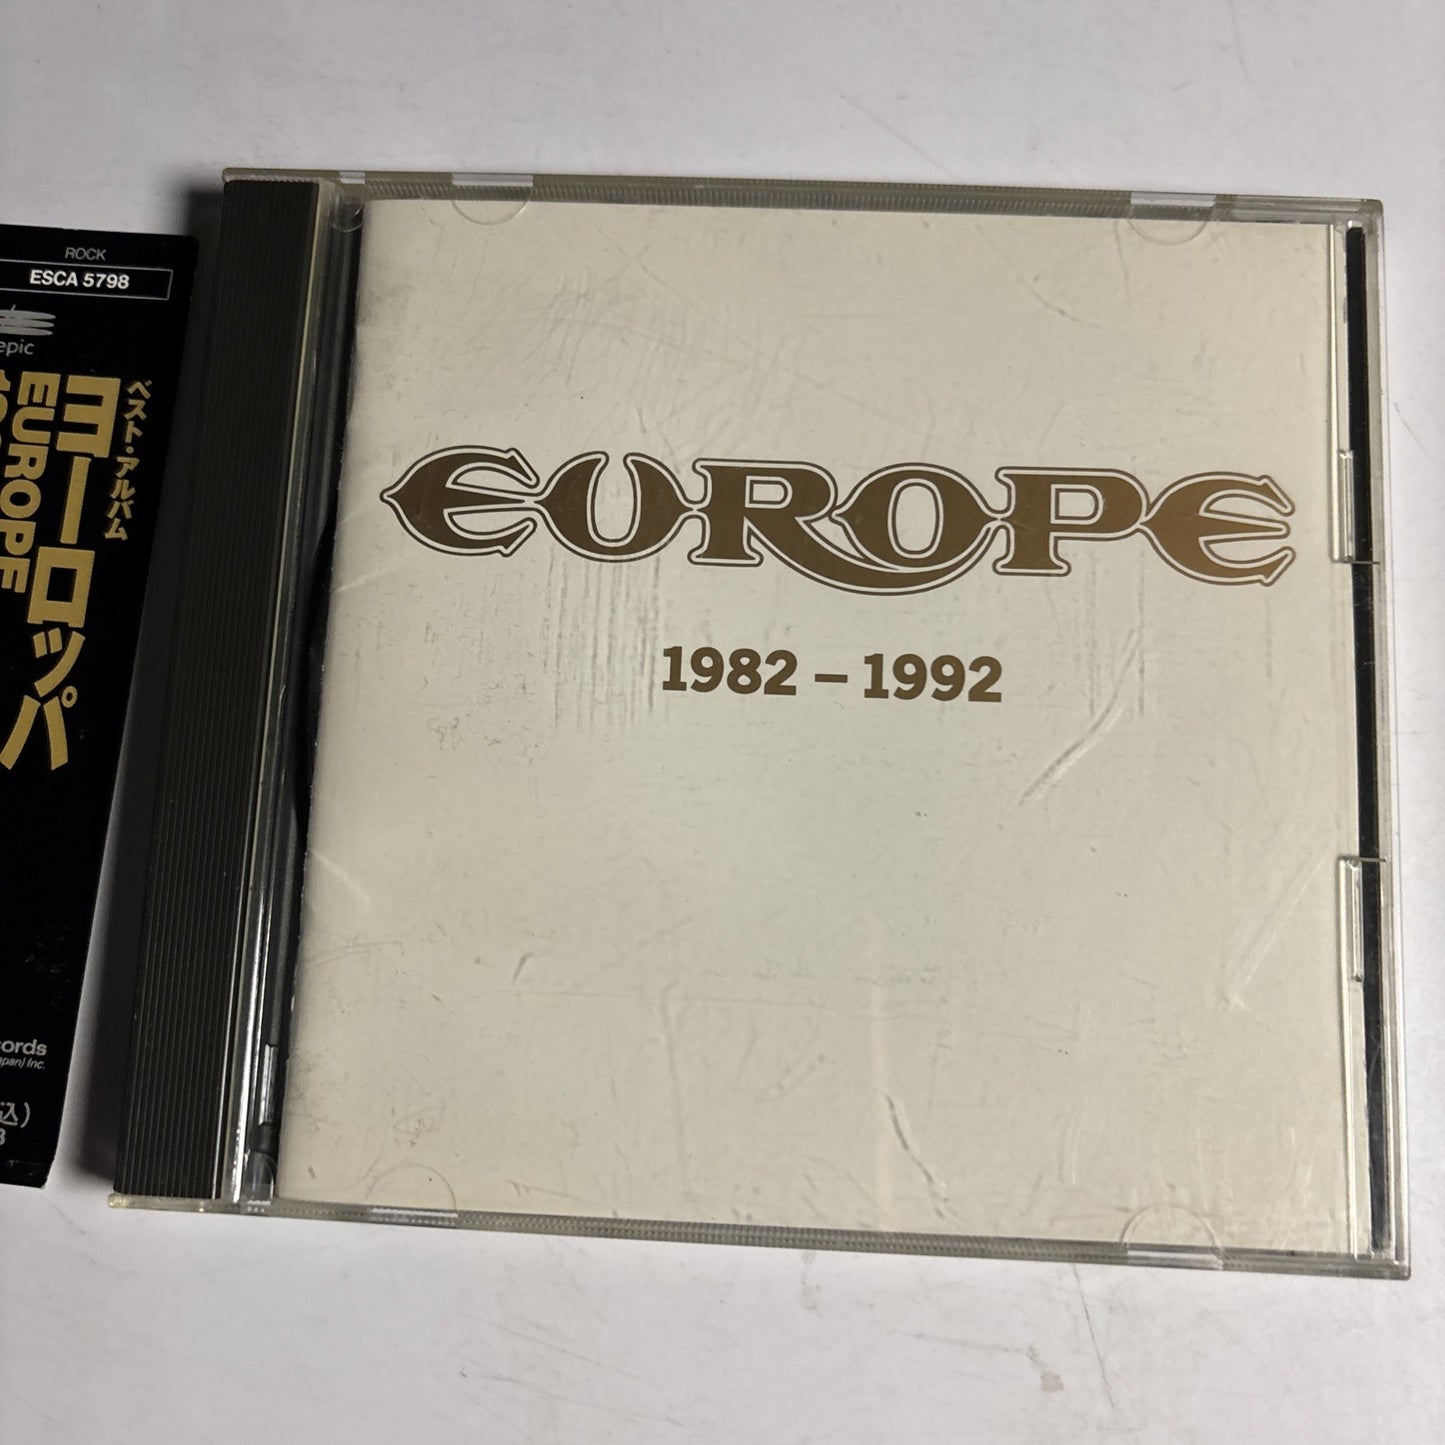 ROCK
ESCA 5798
epic
ベスト・アルバム
ヨーロッパ
EUROPE
込)
EUROPE
1982 – 1992